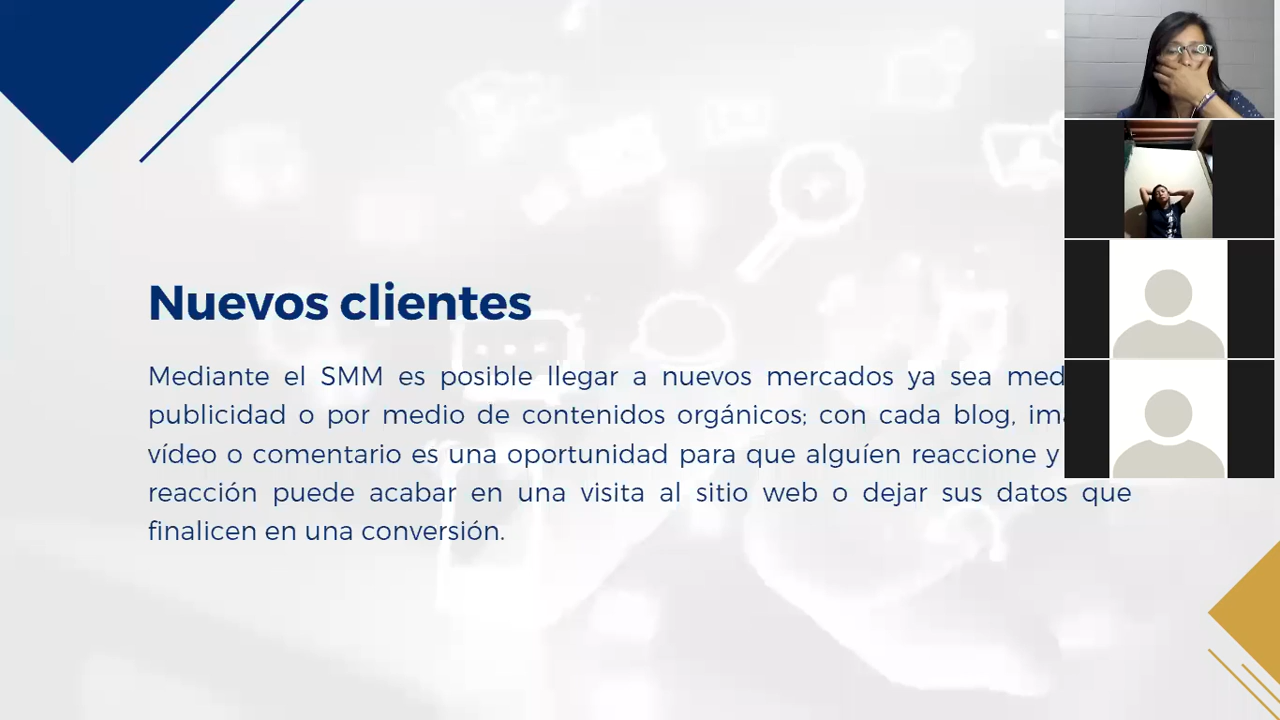 Nuevos clientes
Mediante el SMM es posible llegar a nuevos mercados ya sea
publicidad o por medio de contenidos orgánicos; con cada blog,
vídeo o comentario es una oportunidad para que alguíen reaccione y
reacción puede acabar en una visita al sitio web o dejar sus datos que
finalicen en una conversión.